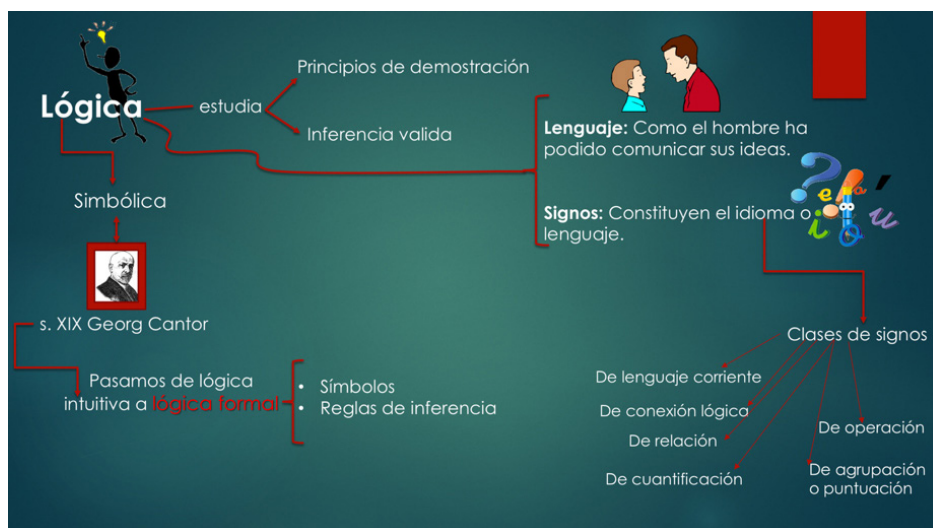 Lógica
estudia
Principios de demostración
Inferencia valida
Lenguaje: Como el hombre ha
podido comunicar sus ideas.
Signos: Constituyen el idioma o
lenguaje.
Simbólica
s. XIX Georg Cantor
Pasamos de lógica
intuitiva a lógica formal
• Símbolos
• Reglas de inferencia
Clases de signos
De lenguaje corriente
De conexión lógica
De relación
De cuantificación
De operación
De agrupación
o puntuación